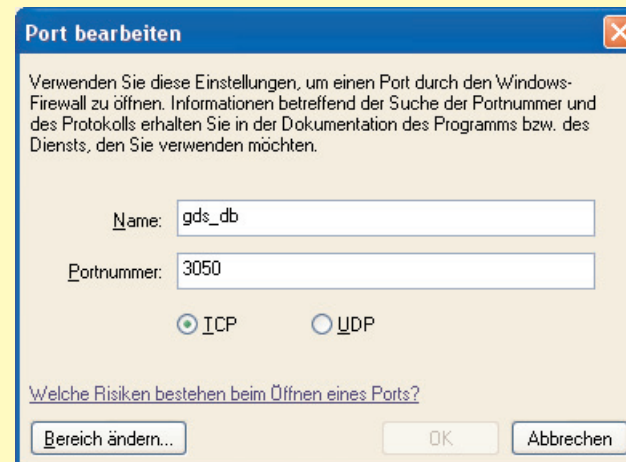 Port bearbeiten
Verwenden Sie diese Einstellungen, um einen Port durch den Windows-
Firewall zu öffnen. Informationen betreffend der Suche der Portnummer und
des Protokolls erhalten Sie in der Dokumentation des Programms bzw. des
Diensts, den Sie verwenden möchten.
Name: gds_db
Portnummer: 3050
TCP UDP
Welche Risiken bestehen beim Öffnen eines Ports?
Bereich ändern... OK Abbrechen